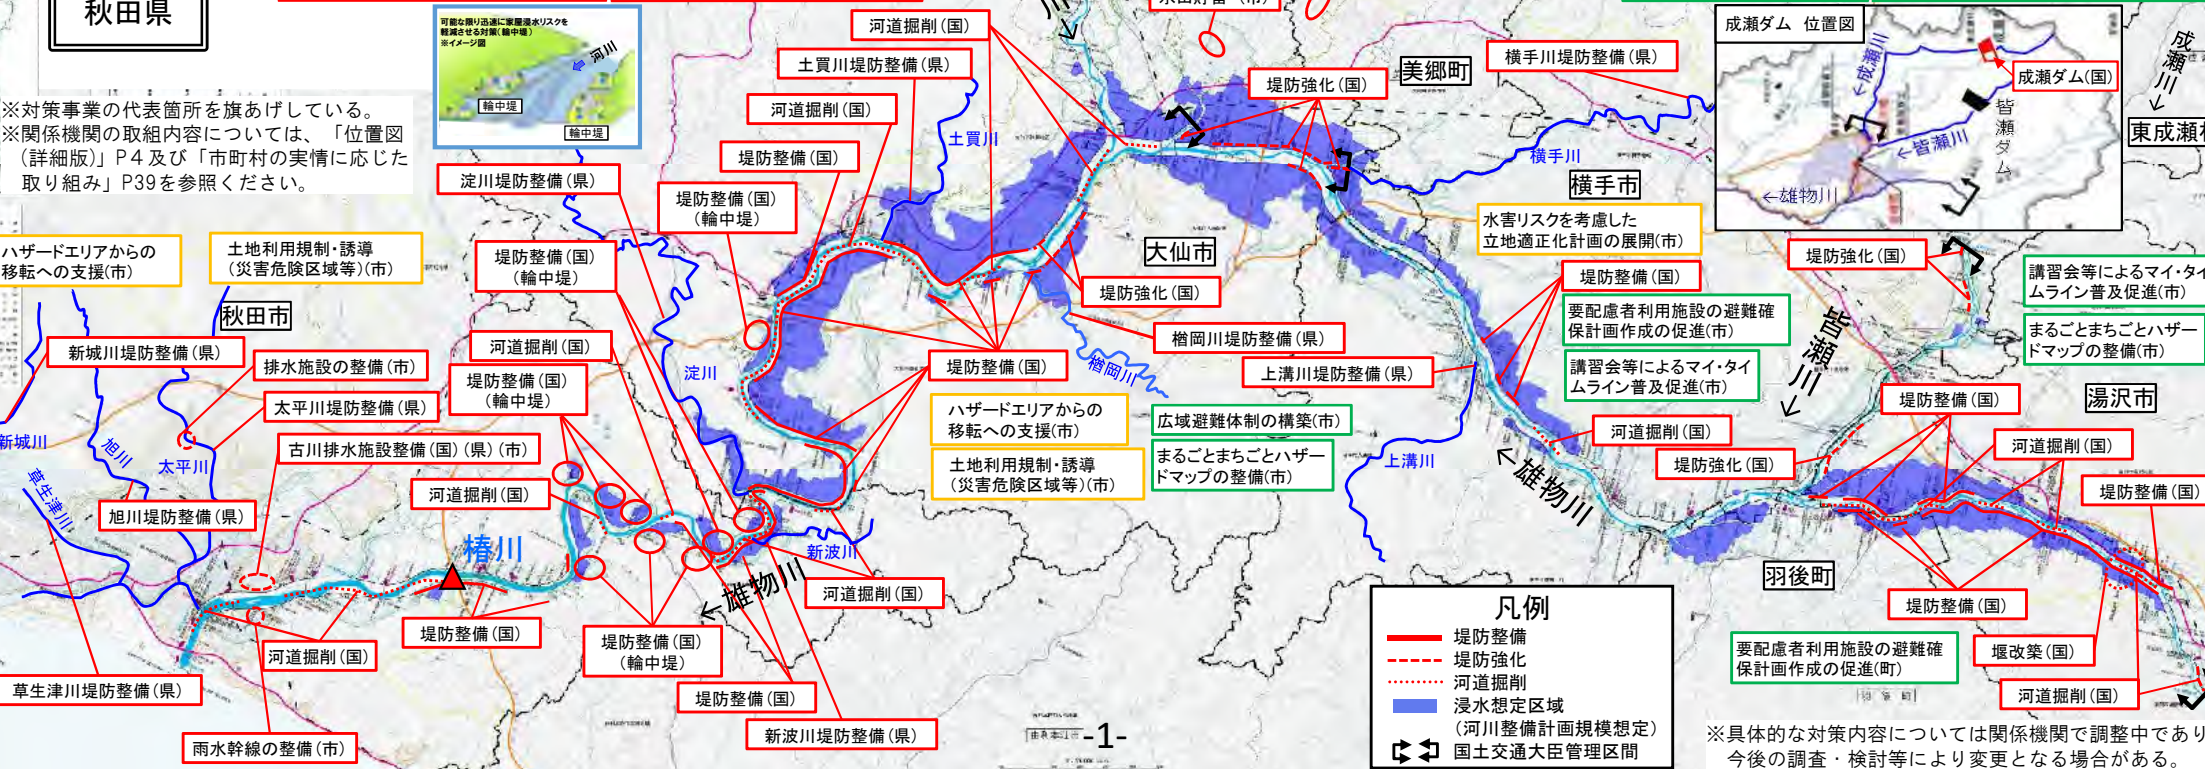 秋田県
可能な限り迅速に家屋浸水リスクを
軽減させる対策(輪中堤)
※イメージ図
河川
輪中堤
輪中堤
※対策事業の代表箇所を旗あげしている。
※関係機関の取組内容については、「位置図
(詳細版)」P4及び「市町村の実情に応じた
取り組み」P39を参照ください。
河道掘削(国)
土買川堤防整備(県)
河道掘削(国)
堤防整備(国)
土買川
淀川堤防整備(県)
堤防整備(国)
(輪中堤)
堤防強化(国)
美郷町
横手川堤防整備(県)
横手川
横手市
成瀬ダム 位置図
←成瀬川
成瀬ダム(国)
皆瀬ダム
←皆瀬川
←雄物川
成瀬川
↓
ハザードエリアからの
移転への支援(市)
土地利用規制・誘導
(災害危険区域等)(市)
秋田市
堤防整備(国)
(輪中堤)
大仙市
堤防強化(国)
水害リスクを考慮した
立地適正化計画の展開(市)
堤防整備(国)
堤防強化(国)
講習会等によるマイ・タイ
ムライン普及促進(市)
要配慮者利用施設の避難確
保計画作成の促進(市)
まるごとまちごとハザー
ドマップの整備(市)
新城川堤防整備(県)
排水施設の整備(市)
河道掘削(国)
堤防整備(国)
(輪中堤)
淀川
楢岡川堤防整備(県)
楢岡川
堤防整備(国)
上溝川堤防整備(県)
講習会等によるマイ・タイ
ムライン普及促進(市)
皆瀬川
↓
湯沢市
太平川堤防整備(県)
ハザードエリアからの
移転への支援(市)
広域避難体制の構築(市)
堤防整備(国)
新城川
旭川
太平川
古川排水施設整備(国)(県)(市)
土地利用規制・誘導
(災害危険区域等)(市)
まるごとまちごとハザー
ドマップの整備(市)
上溝川
河道掘削(国)
堤防強化(国)
河道掘削(国)
堤防整備(国)
草生津川
旭川堤防整備(県)
河道掘削(国)
椿川
新波川
←雄物川
←雄物川
河道掘削(国)
羽後町
堤防整備(国)
河道掘削(国)
堤防整備(国)
堤防整備(国)
(輪中堤)
堤防整備(国)
草生津川堤防整備(県)
雨水幹線の整備(市)
新波川堤防整備(県)
要配慮者利用施設の避難確
保計画作成の促進(町)
堰改築(国)
河道掘削(国)
凡例
堤防整備
堤防強化
河道掘削
浸水想定区域
(河川整備計画規模想定)
国土交通大臣管理区間
-1-
※具体的な対策内容については関係機関で調整中であり
今後の調査・検討等により変更となる場合がある。